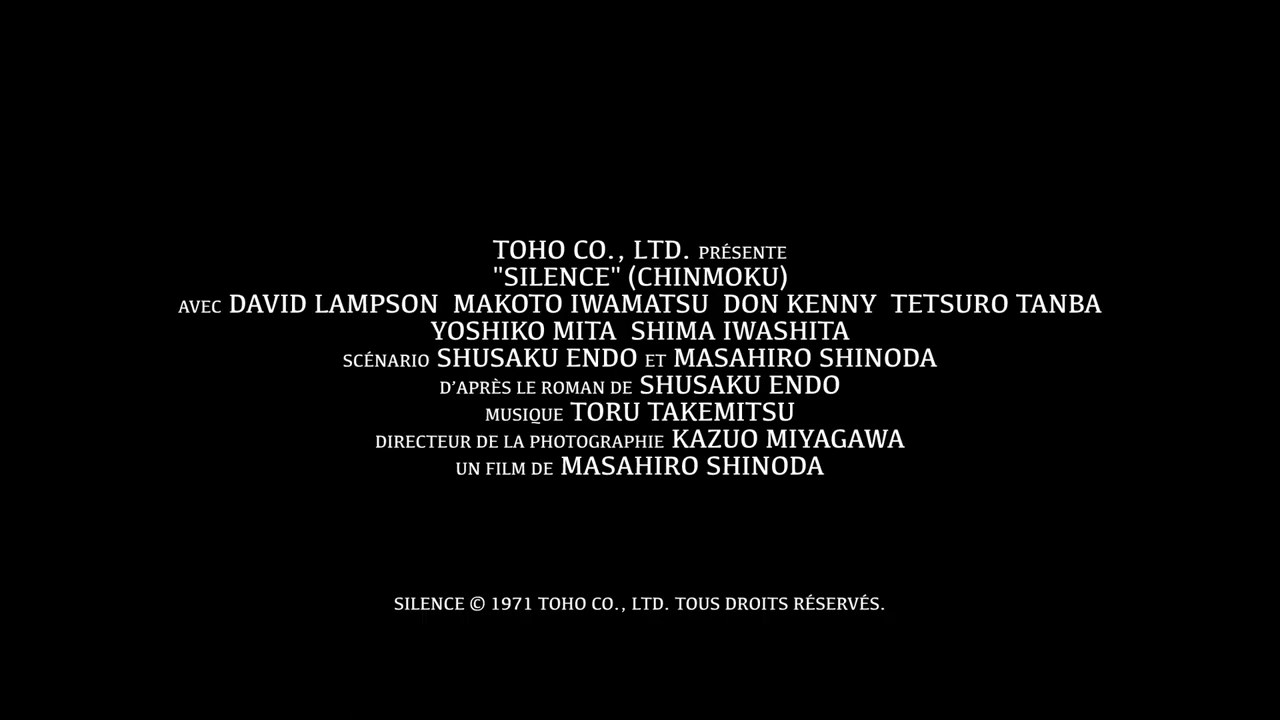 TOHO CO., LTD. PRÉSENTE
"SILENCE" (CHINMOKU)
AVEC DAVID LAMPSON MAKOTO IWAMATSU DON KENNY TETSURO TANBA
YOSHIKO MITA SHIMA IWASHITA
SCÉNARIO SHUSAKU ENDO ET MASAHIRO SHINODA
D’APRÈS LE ROMAN DE SHUSAKU ENDO
MUSIQUE TORU TAKEMITSU
DIRECTEUR DE LA PHOTOGRAPHIE KAZUO MIYAGAWA
UN FILM DE MASAHIRO SHINODA
SILENCE © 1971 TOHO CO., LTD. TOUS DROITS RÉSERVÉS.